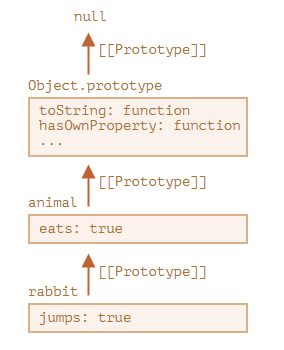 null
[[Prototype]]
Object.prototype
toString: function
hasOwnProperty: function
...
[[Prototype]]
animal
eats: true
[[Prototype]]
rabbit
jumps: true